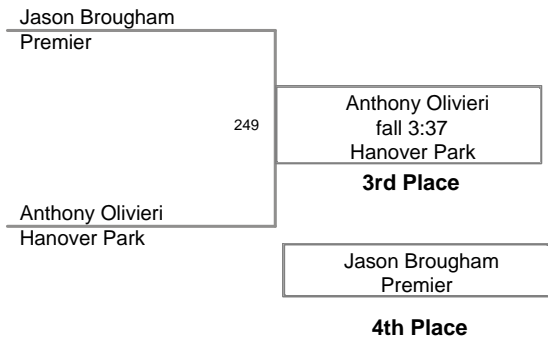 Jason Brougham
Premier
249
Anthony Olivieri
fall 3:37
Hanover Park
3rd Place
Anthony Olivieri
Hanover Park
Jason Brougham
Premier
4th Place